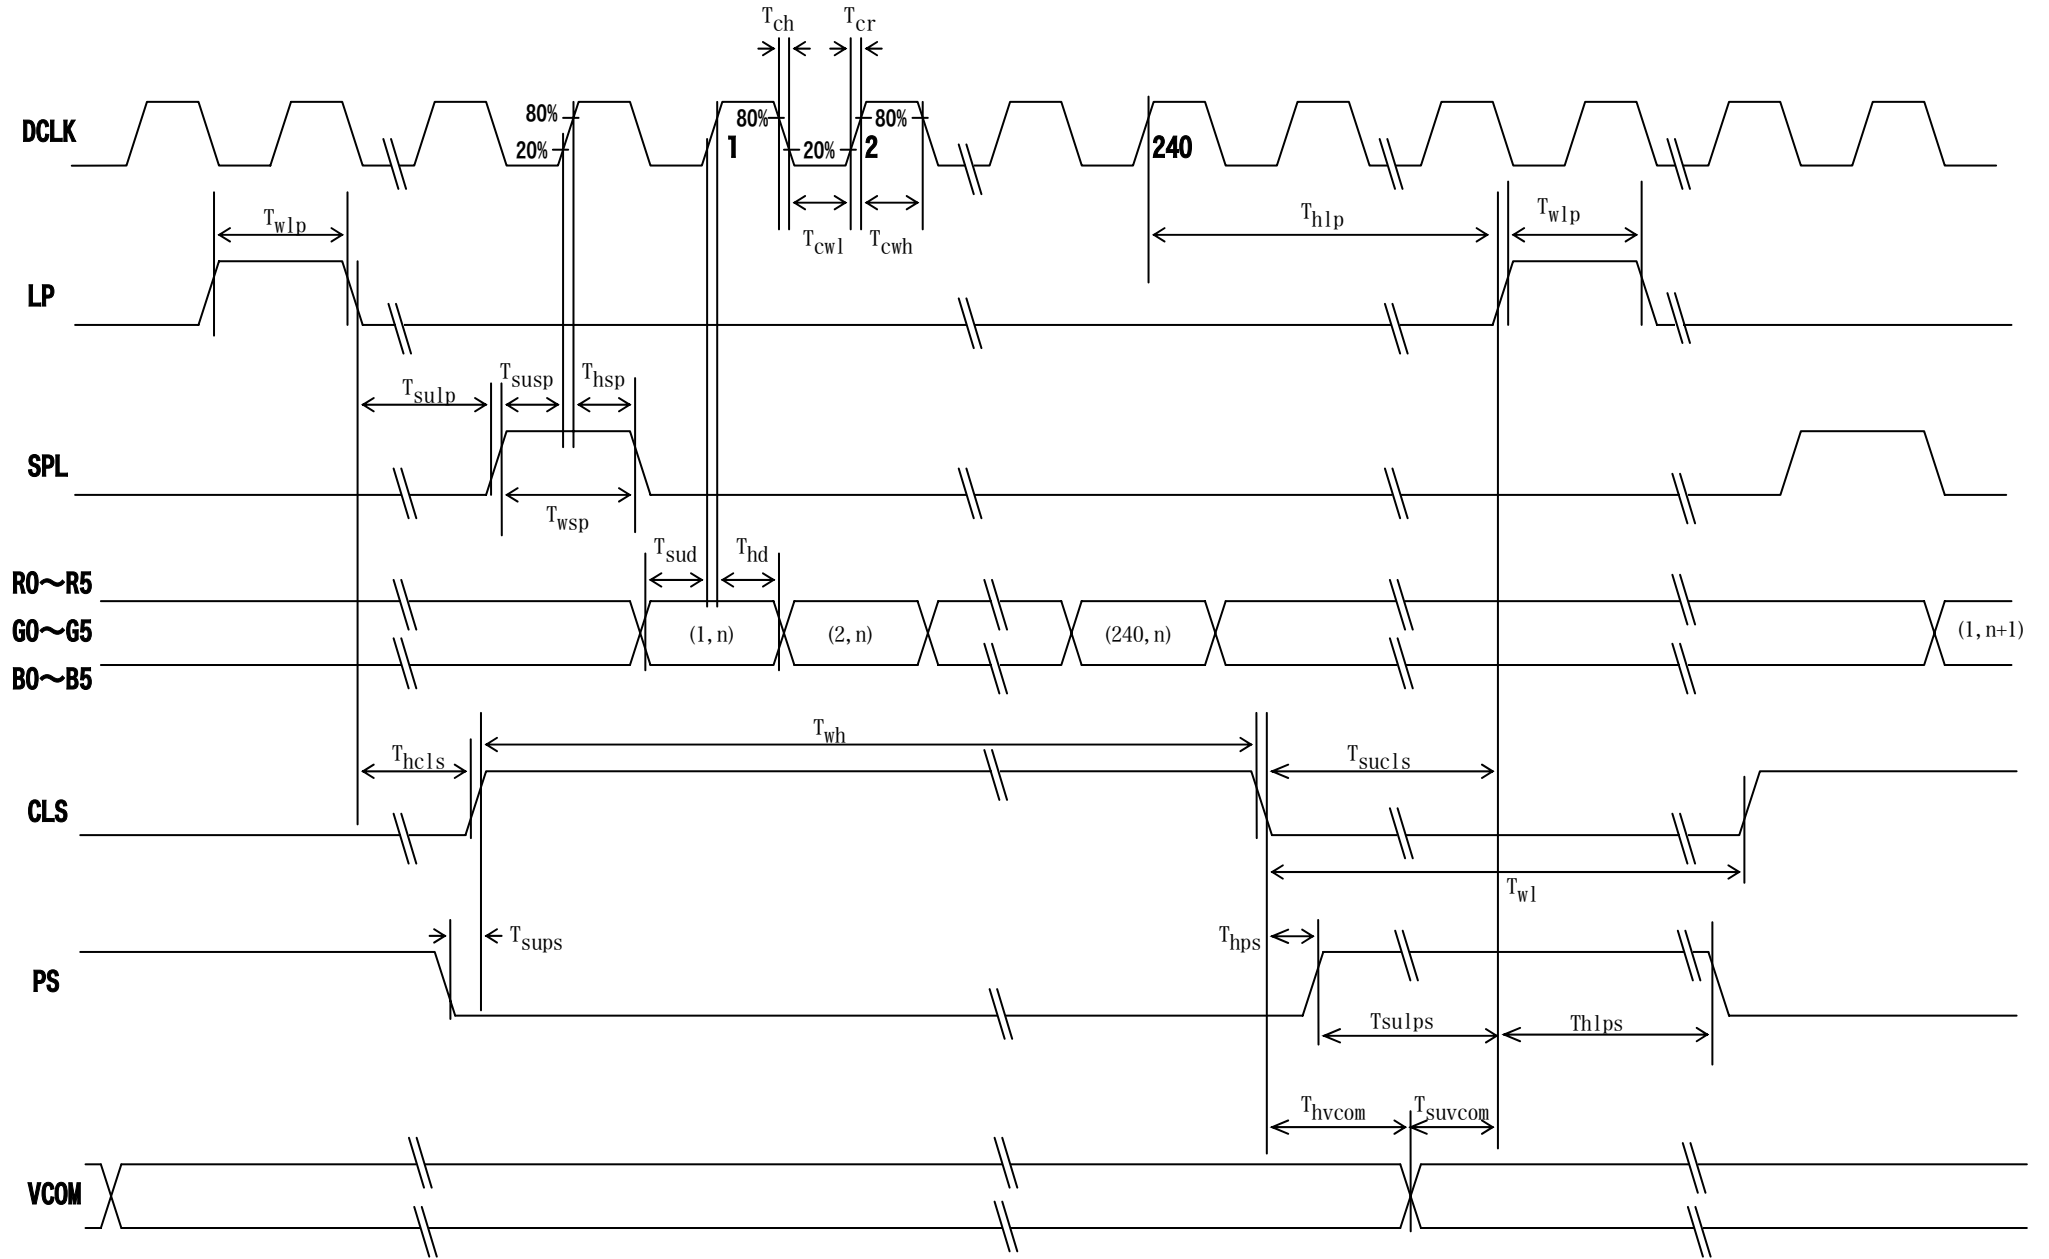 Tch Tcr
DCLK 80% 20% 1 80% 20% 2 80% 240
Twlp Tcwl Tcwh Thlp Twlp
LP
Tsulp Tsusp Thsp
SPL
Twsp
Tsud Thd
R0～R5
G0～G5 (1,n) (2,n) (240,n) (1,n+1)
B0～B5
Twh
Thcls Tsucls
CLS
Twl
Tsups Thps
PS
Tsulps Thlps
Thvcom Tsuvcom
VCOM